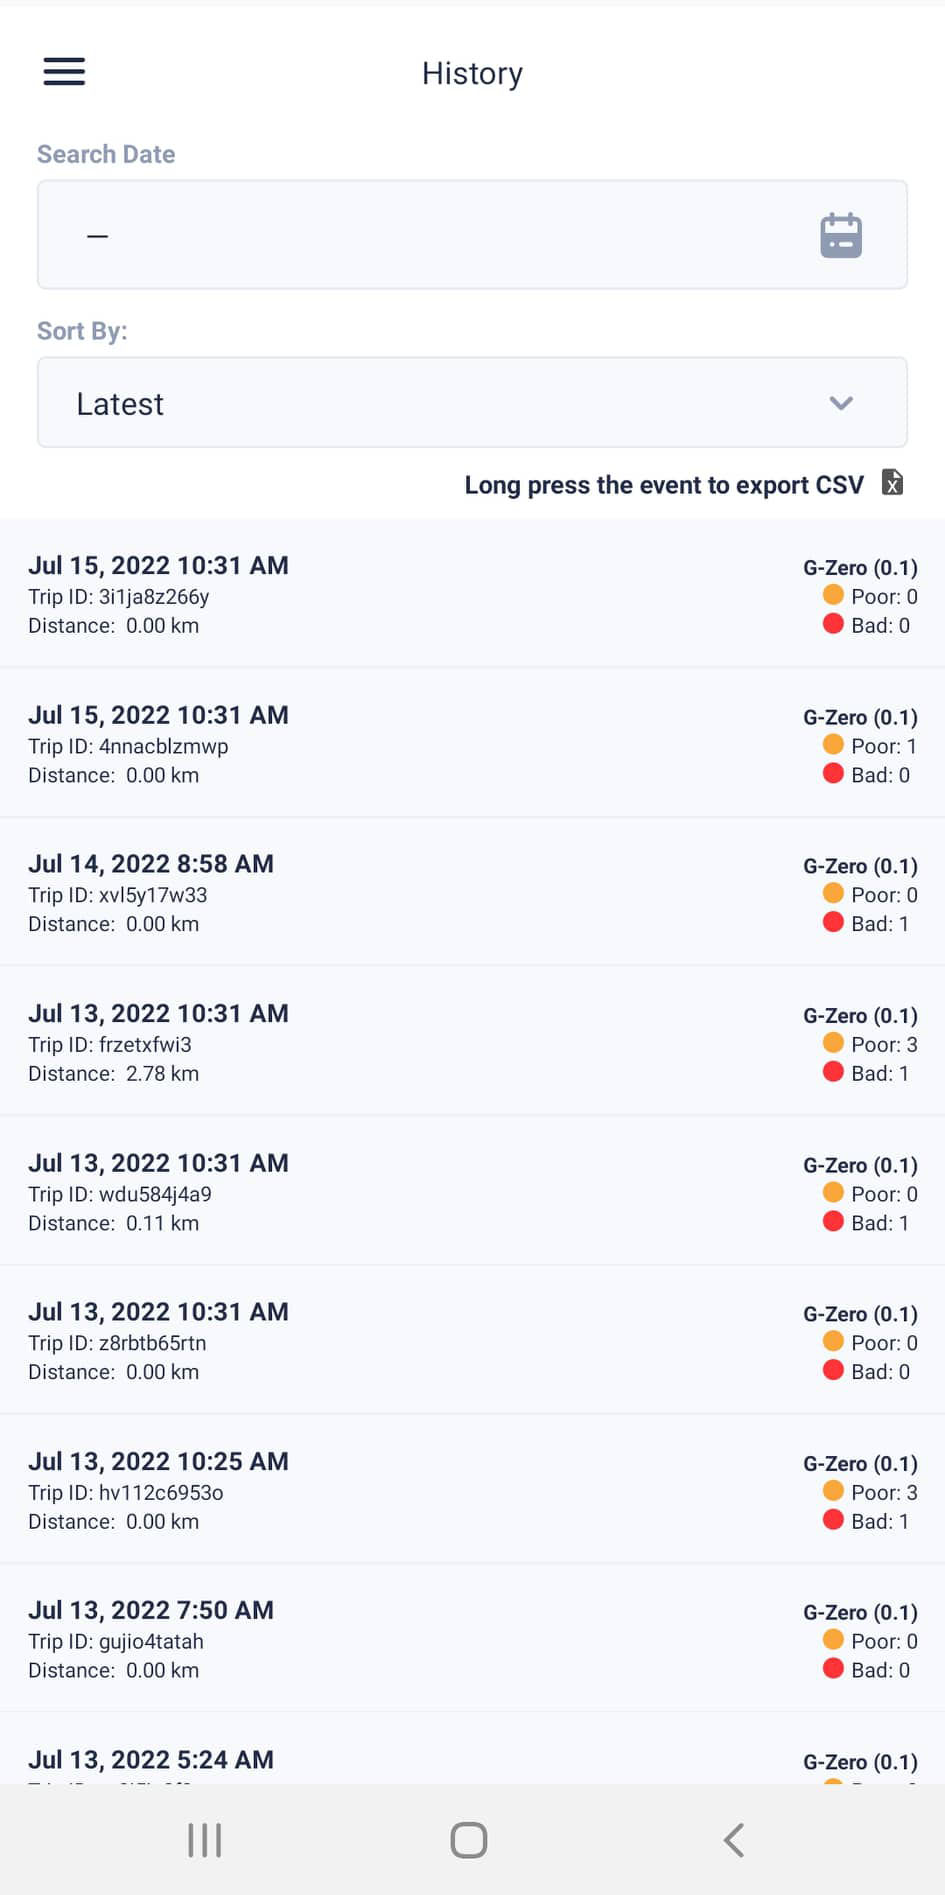 History
Search Date
—
Sort By:
Latest
Long press the event to export CSV
Jul 15, 2022 10:31 AM
G-Zero (0.1)
Trip ID: 3i1ja8z266y
Poor: 0
Distance: 0.00 km
Bad: 0
Jul 15, 2022 10:31 AM
G-Zero (0.1)
Trip ID: 4nnacblzmwp
Poor: 1
Distance: 0.00 km
Bad: 0
Jul 14, 2022 8:58 AM
G-Zero (0.1)
Trip ID: xvl5y17w33
Poor: 0
Distance: 0.00 km
Bad: 1
Jul 13, 2022 10:31 AM
G-Zero (0.1)
Trip ID: frzetxfwi3
Poor: 3
Distance: 2.78 km
Bad: 1
Jul 13, 2022 10:31 AM
G-Zero (0.1)
Trip ID: wdu584j4a9
Poor: 0
Distance: 0.11 km
Bad: 1
Jul 13, 2022 10:31 AM
G-Zero (0.1)
Trip ID: z8rbtb65rtn
Poor: 0
Distance: 0.00 km
Bad: 0
Jul 13, 2022 10:25 AM
G-Zero (0.1)
Trip ID: hv112c6953o
Poor: 3
Distance: 0.00 km
Bad: 1
Jul 13, 2022 7:50 AM
G-Zero (0.1)
Trip ID: gujio4tatah
Poor: 0
Distance: 0.00 km
Bad: 0
Jul 13, 2022 5:24 AM
G-Zero (0.1)